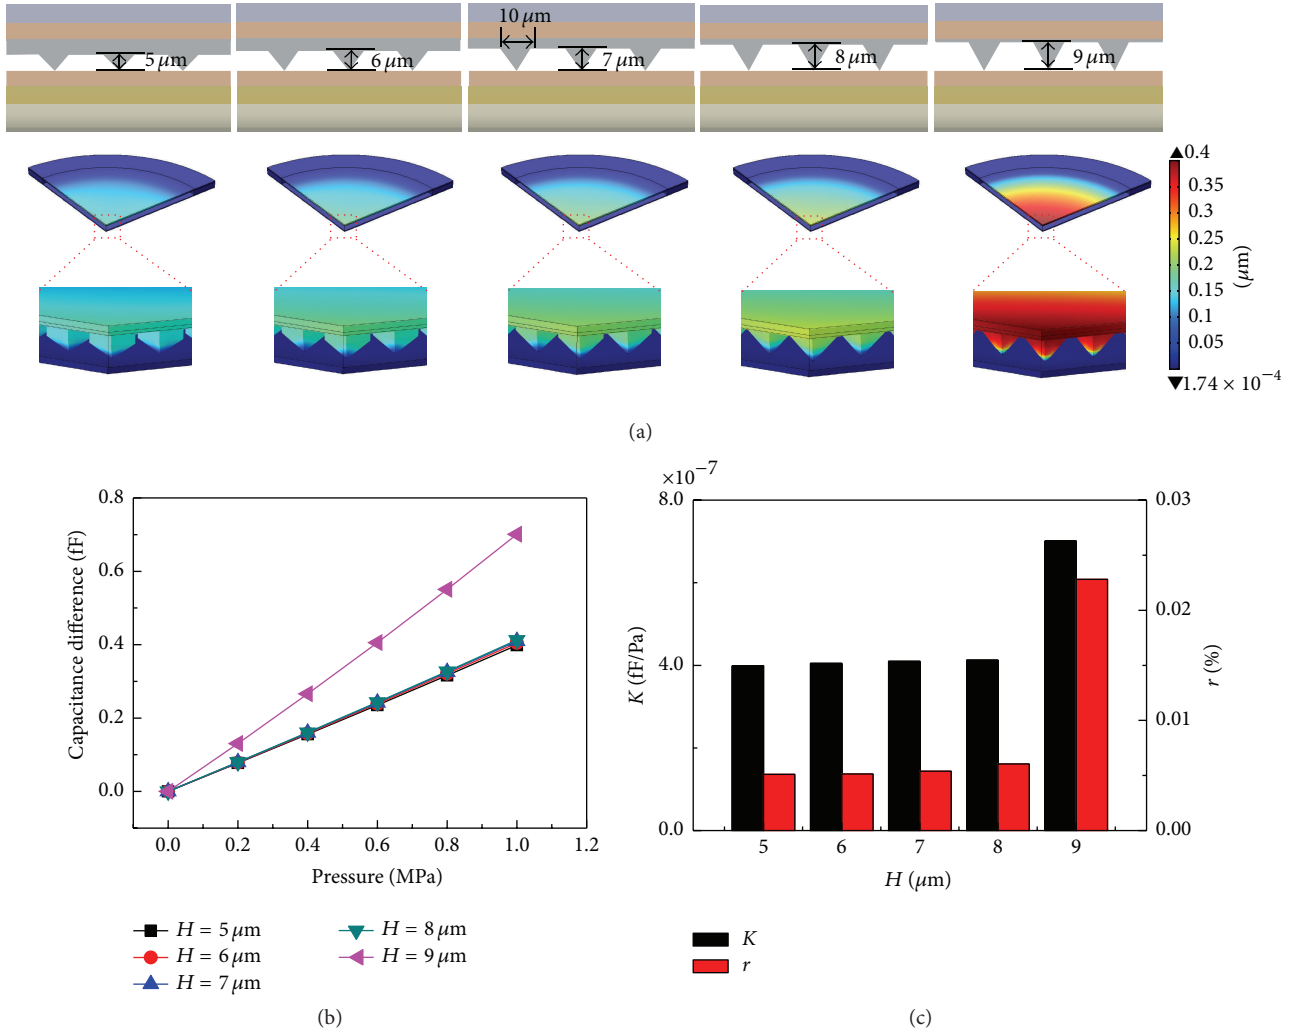 10 μm
5 μm
6 μm
7 μm
8 μm
9 μm
▲0.4
0.35
0.3
0.25
0.2
0.15
0.1
0.05
▼1.74 × 10⁻⁴
(μm)
(a)
0.8
0.6
0.4
0.2
0.0
Capacitance difference (fF)
0.0 0.2 0.4 0.6 0.8 1.0 1.2
Pressure (MPa)
H = 5 μm
H = 6 μm
H = 7 μm
H = 8 μm
H = 9 μm
(b)
×10⁻⁷
8.0
4.0
0.0
K (fF/Pa)
0.03
0.02
0.01
0.00
r (%)
5 6 7 8 9
H (μm)
K
r
(c)